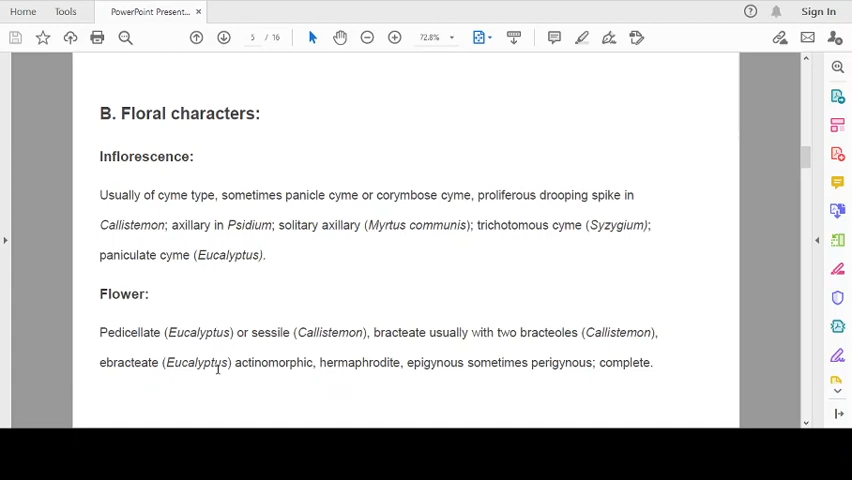 Home Tools PowerPoint Present... × Sign In
5 / 16 72.8%
B. Floral characters:
Inflorescence:
Usually of cyme type, sometimes panicle cyme or corymbose cyme, proliferous drooping spike in
Callistemon; axillary in Psidium; solitary axillary (Myrtus communis); trichotomous cyme (Syzygium);
paniculate cyme (Eucalyptus).
Flower:
Pedicellate (Eucalyptus) or sessile (Callistemon), bracteate usually with two bracteoles (Callistemon),
ebracteate (Eucalyptus) actinomorphic, hermaphrodite, epigynous sometimes perigynous; complete.